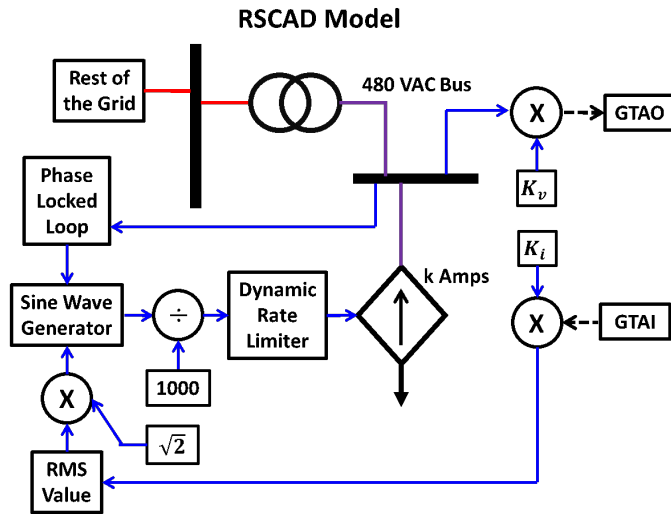 RSCAD Model
Rest of
the Grid
480 VAC Bus
X
GTAO
K_v
Phase
Locked
Loop
K_i
k Amps
Sine Wave
Generator
÷
Dynamic
Rate
Limiter
X
GTAI
1000
X
√2
RMS
Value